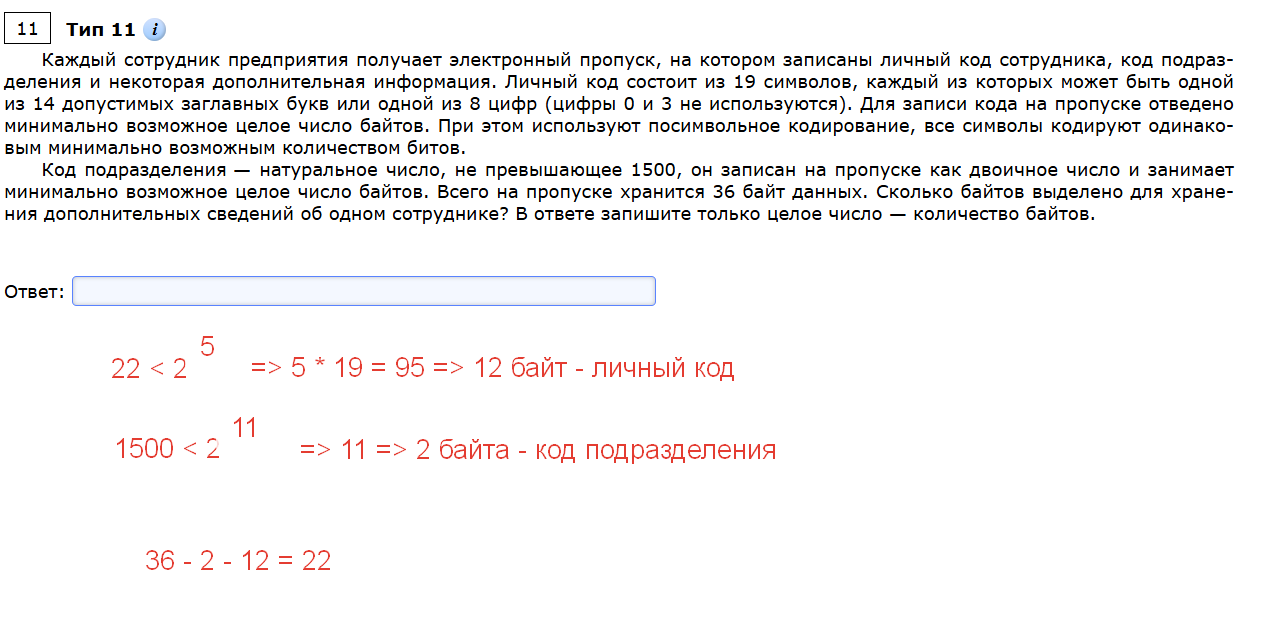 11 Тип 11 i
Каждый сотрудник предприятия получает электронный пропуск, на котором записаны личный код сотрудника, код подраз-
деления и некоторая дополнительная информация. Личный код состоит из 19 символов, каждый из которых может быть одной
из 14 допустимых заглавных букв или одной из 8 цифр (цифры 0 и 3 не используются). Для записи кода на пропуске отведено
минимально возможное целое число байтов. При этом используют посимвольное кодирование, все символы кодируют одинако-
вым минимально возможным количеством битов.
Код подразделения — натуральное число, не превышающее 1500, он записан на пропуске как двоичное число и занимает
минимально возможное целое число байтов. Всего на пропуске хранится 36 байт данных. Сколько байтов выделено для хране-
ния дополнительных сведений об одном сотруднике? В ответе запишите только целое число — количество байтов.
Ответ:
22 < 2 5 => 5 * 19 = 95 => 12 байт - личный код
1500 < 2 11 => 11 => 2 байта - код подразделения
36 - 2 - 12 = 22